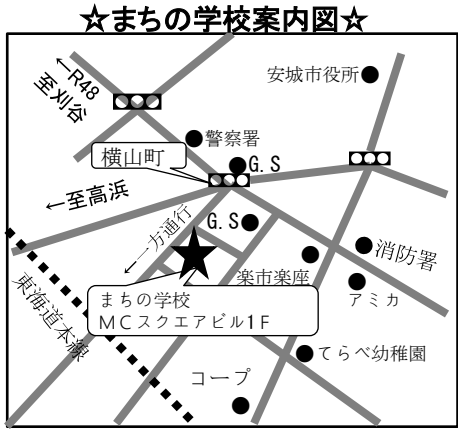 ☆まちの学校案内図☆
←R48
至刈谷
安城市役所
警察署
横山町
G.S
←至高浜
G.S
←一方通行
消防署
楽市楽座
アミカ
まちの学校
MCスクエアビル1F
東海道本線
てらべ幼稚園
コープ